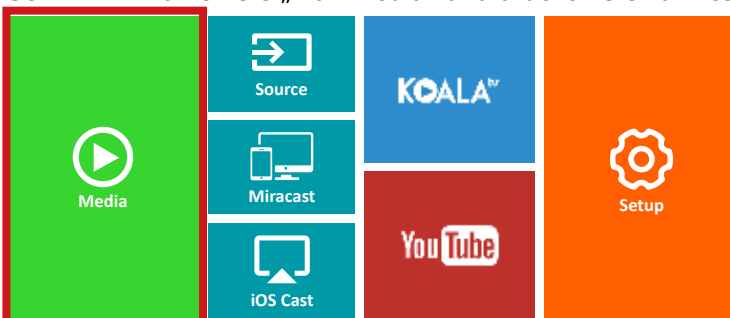 Source
KOALA tv
Media
Miracast
Setup
YouTube
iOS Cast